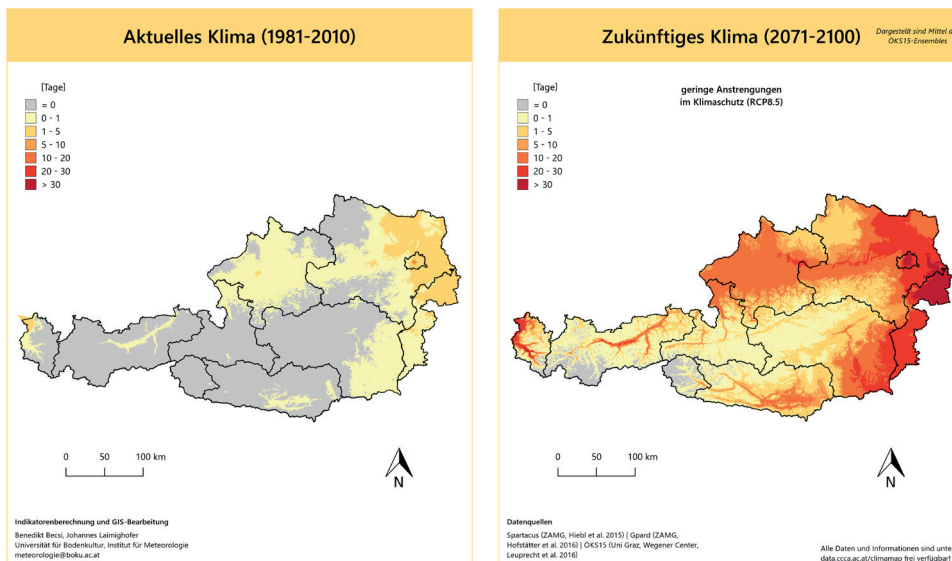 Aktuelles Klima (1981-2010)
[Tage]
= 0
0 - 1
1 - 5
5 - 10
10 - 20
20 - 30
> 30
0 50 100 km
N
Indikatorenberechnung und GIS-Bearbeitung
Benedikt Becsi, Johannes Laimighofer
Universität für Bodenkultur, Institut für Meteorologie
meteorologie@boku.ac.at
Zukünftiges Klima (2071-2100)
Dargestellt sind Mittel d
ÖKS15-Ensembles
[Tage]
= 0
0 - 1
1 - 5
5 - 10
10 - 20
20 - 30
> 30
geringe Anstrengungen
im Klimaschutz (RCP8.5)
0 50 100 km
N
Datenquellen
Spartacus (ZAMG, Hiebl et al. 2015) | Gpard (ZAMG,
Hofstätter et al. 2016) | ÖKS15 (Uni Graz, Wegener Center,
Leuprecht et al. 2016)
Alle Daten und Informationen sind unte
data.ccca.ac.at/climamap frei verfügbar!